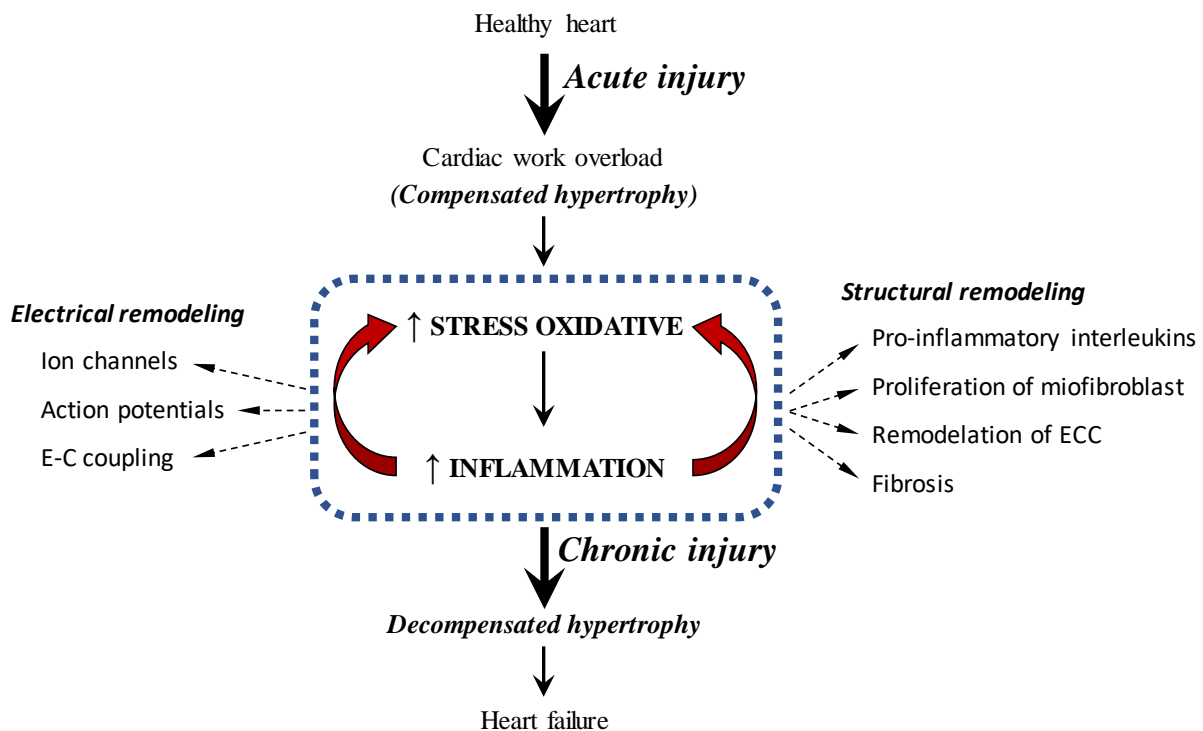 Healthy heart
Acute injury
Cardiac work overload
(Compensated hypertrophy)
Electrical remodeling
Ion channels
Action potentials
E-C coupling
↑ STRESS OXIDATIVE
↑ INFLAMMATION
Structural remodeling
Pro-inflammatory interleukins
Proliferation of miofibroblast
Remodelation of ECC
Fibrosis
Chronic injury
Decompensated hypertrophy
Heart failure